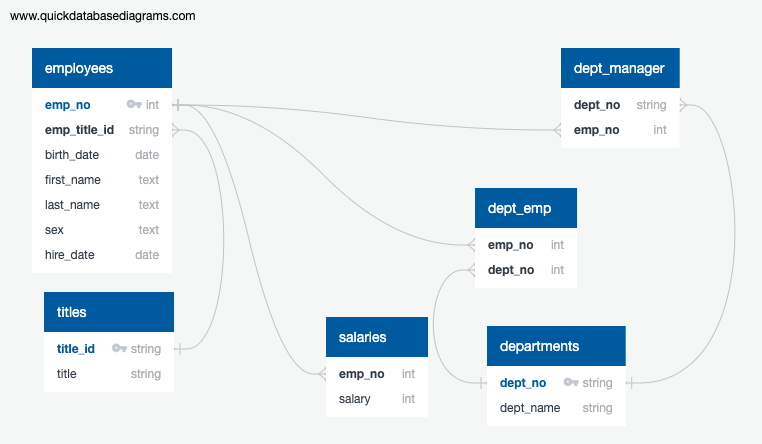 www.quickdatabasediagrams.com
employees
emp_no int
emp_title_id string
birth_date date
first_name text
last_name text
sex text
hire_date date
titles
title_id string
title string
salaries
emp_no int
salary int
dept_emp
emp_no int
dept_no int
departments
dept_no string
dept_name string
dept_manager
dept_no string
emp_no int